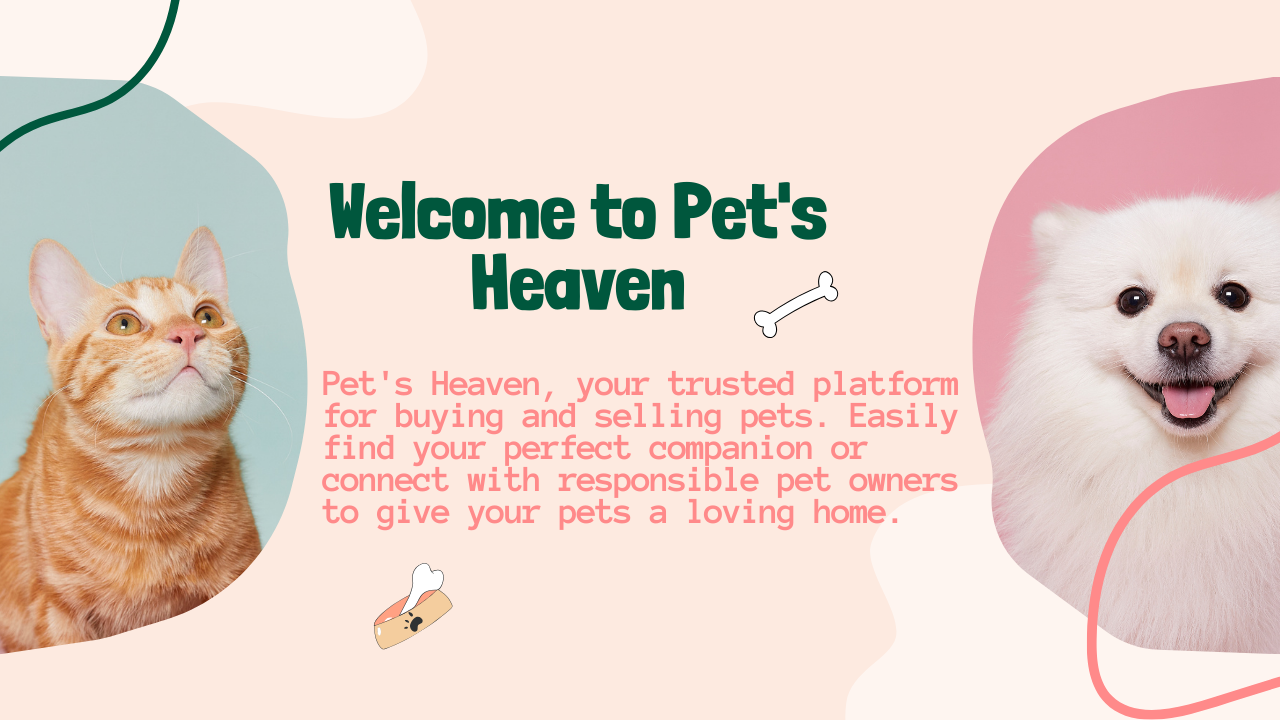 Welcome to Pet's
Heaven
Pet's Heaven, your trusted platform
for buying and selling pets. Easily
find your perfect companion or
connect with responsible pet owners
to give your pets a loving home.